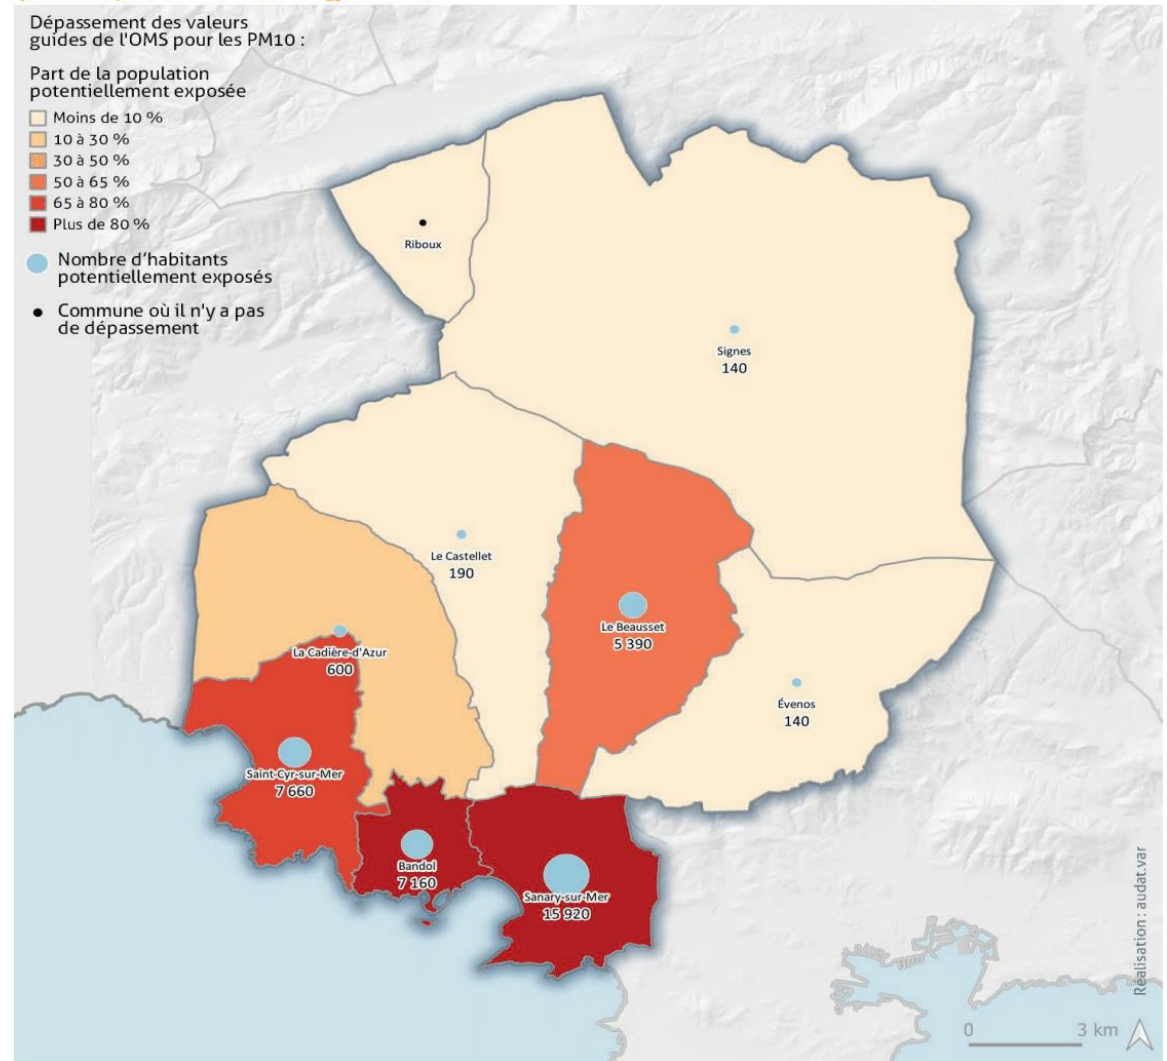 Dépassement des valeurs
guides de l'OMS pour les PM10 :
Part de la population
potentiellement exposée
Moins de 10 %
10 à 30 %
30 à 50 %
50 à 65 %
65 à 80 %
Plus de 80 %
Nombre d'habitants
potentiellement exposés
Commune où il n'y a pas
de dépassement
Riboux
Signes
140
Le Castellet
190
Le Beausset
5 390
La Cadière-d'Azur
600
Évenos
140
Saint-Cyr-sur-Mer
7 660
Bandol
7 160
Sanary-sur-Mer
15 920
Réalisation : audat.var
0 3 km